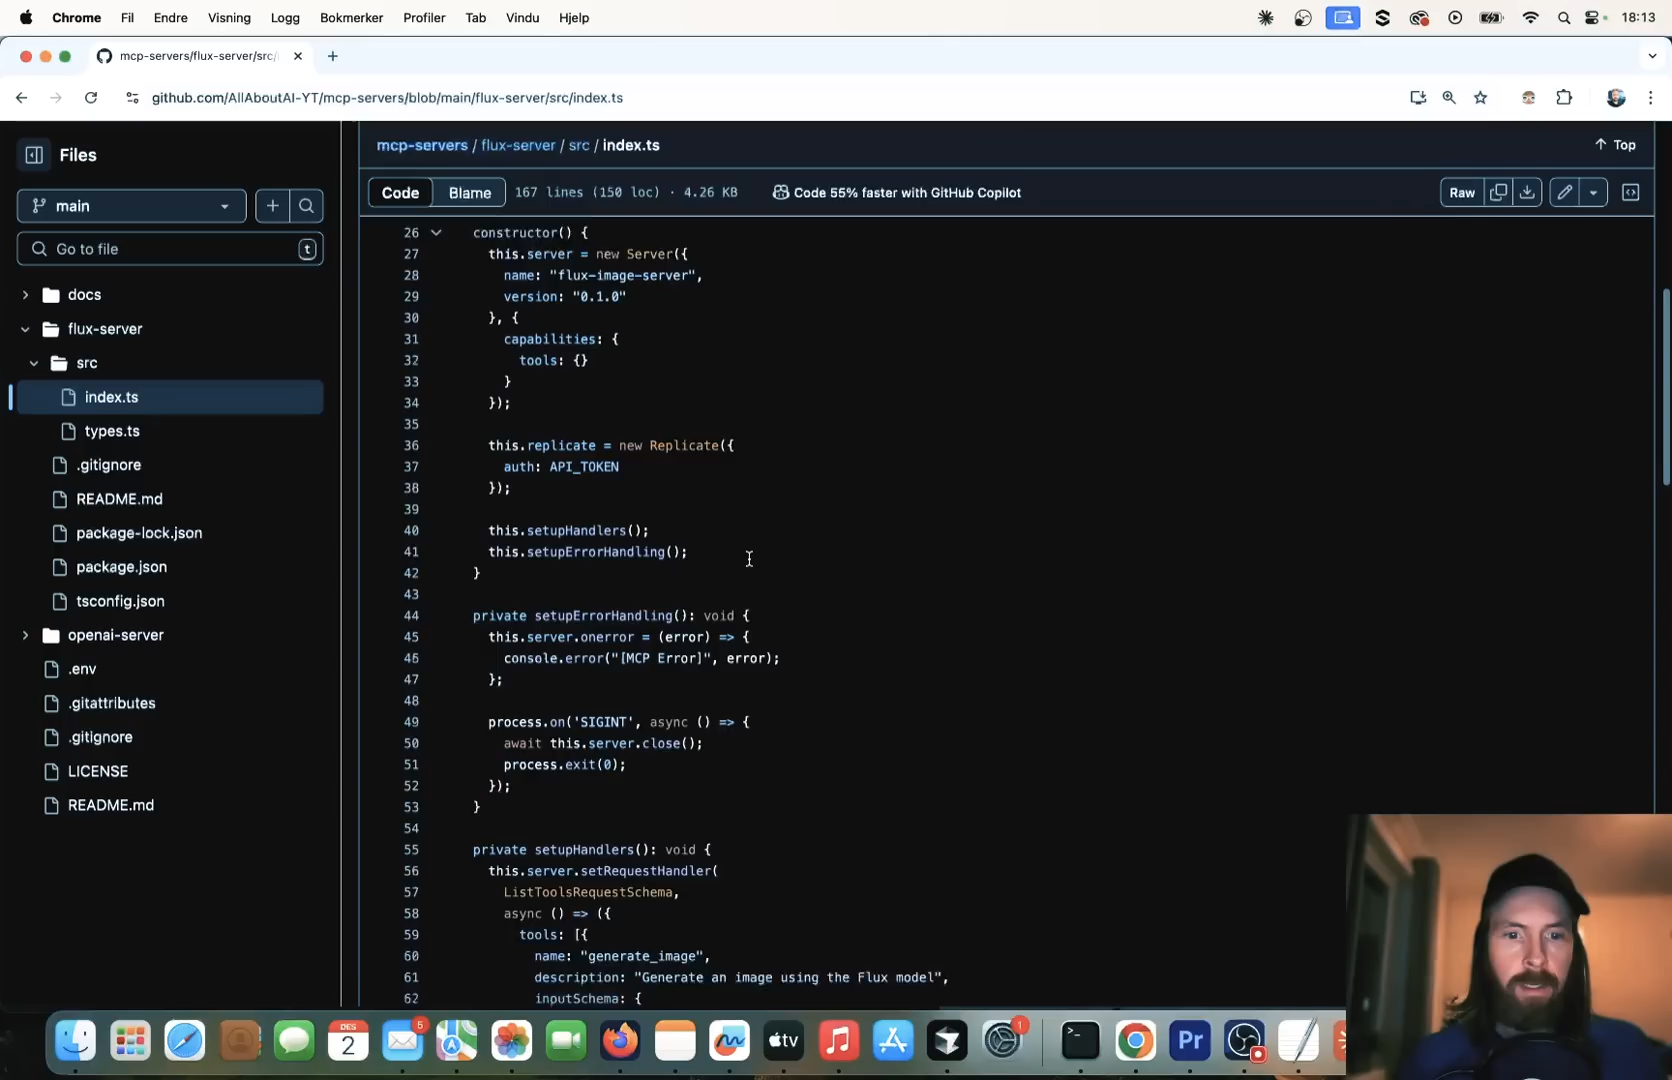 Chrome Fil Endre Visning Logg Bokmerker Profiler Tab Vindu Hjelp 18:13
mcp-servers/flux-server/src/i
github.com/AllAboutAI-YT/mcp-servers/blob/main/flux-server/src/index.ts
Files
main
Go to file t
docs
flux-server
src
index.ts
types.ts
.gitignore
README.md
package-lock.json
package.json
tsconfig.json
openai-server
.env
.gitattributes
.gitignore
LICENSE
README.md
mcp-servers / flux-server / src / index.ts Top
Code Blame 167 lines (150 loc) · 4.26 KB Code 55% faster with GitHub Copilot Raw
26 constructor() {
27 this.server = new Server({
28 name: "flux-image-server",
29 version: "0.1.0"
30 }, {
31 capabilities: {
32 tools: {}
33 }
34 });
35
36 this.replicate = new Replicate({
37 auth: API_TOKEN
38 });
39
40 this.setupHandlers();
41 this.setupErrorHandling();
42 }
43
44 private setupErrorHandling(): void {
45 this.server.onerror = (error) => {
46 console.error("[MCP Error]", error);
47 };
48
49 process.on('SIGINT', async () => {
50 await this.server.close();
51 process.exit(0);
52 });
53 }
54
55 private setupHandlers(): void {
56 this.server.setRequestHandler(
57 ListToolsRequestSchema,
58 async () => ({
59 tools: [{
60 name: "generate_image",
61 description: "Generate an image using the Flux model",
62 inputSchema: {
DES
2
5
tv
1
Pr